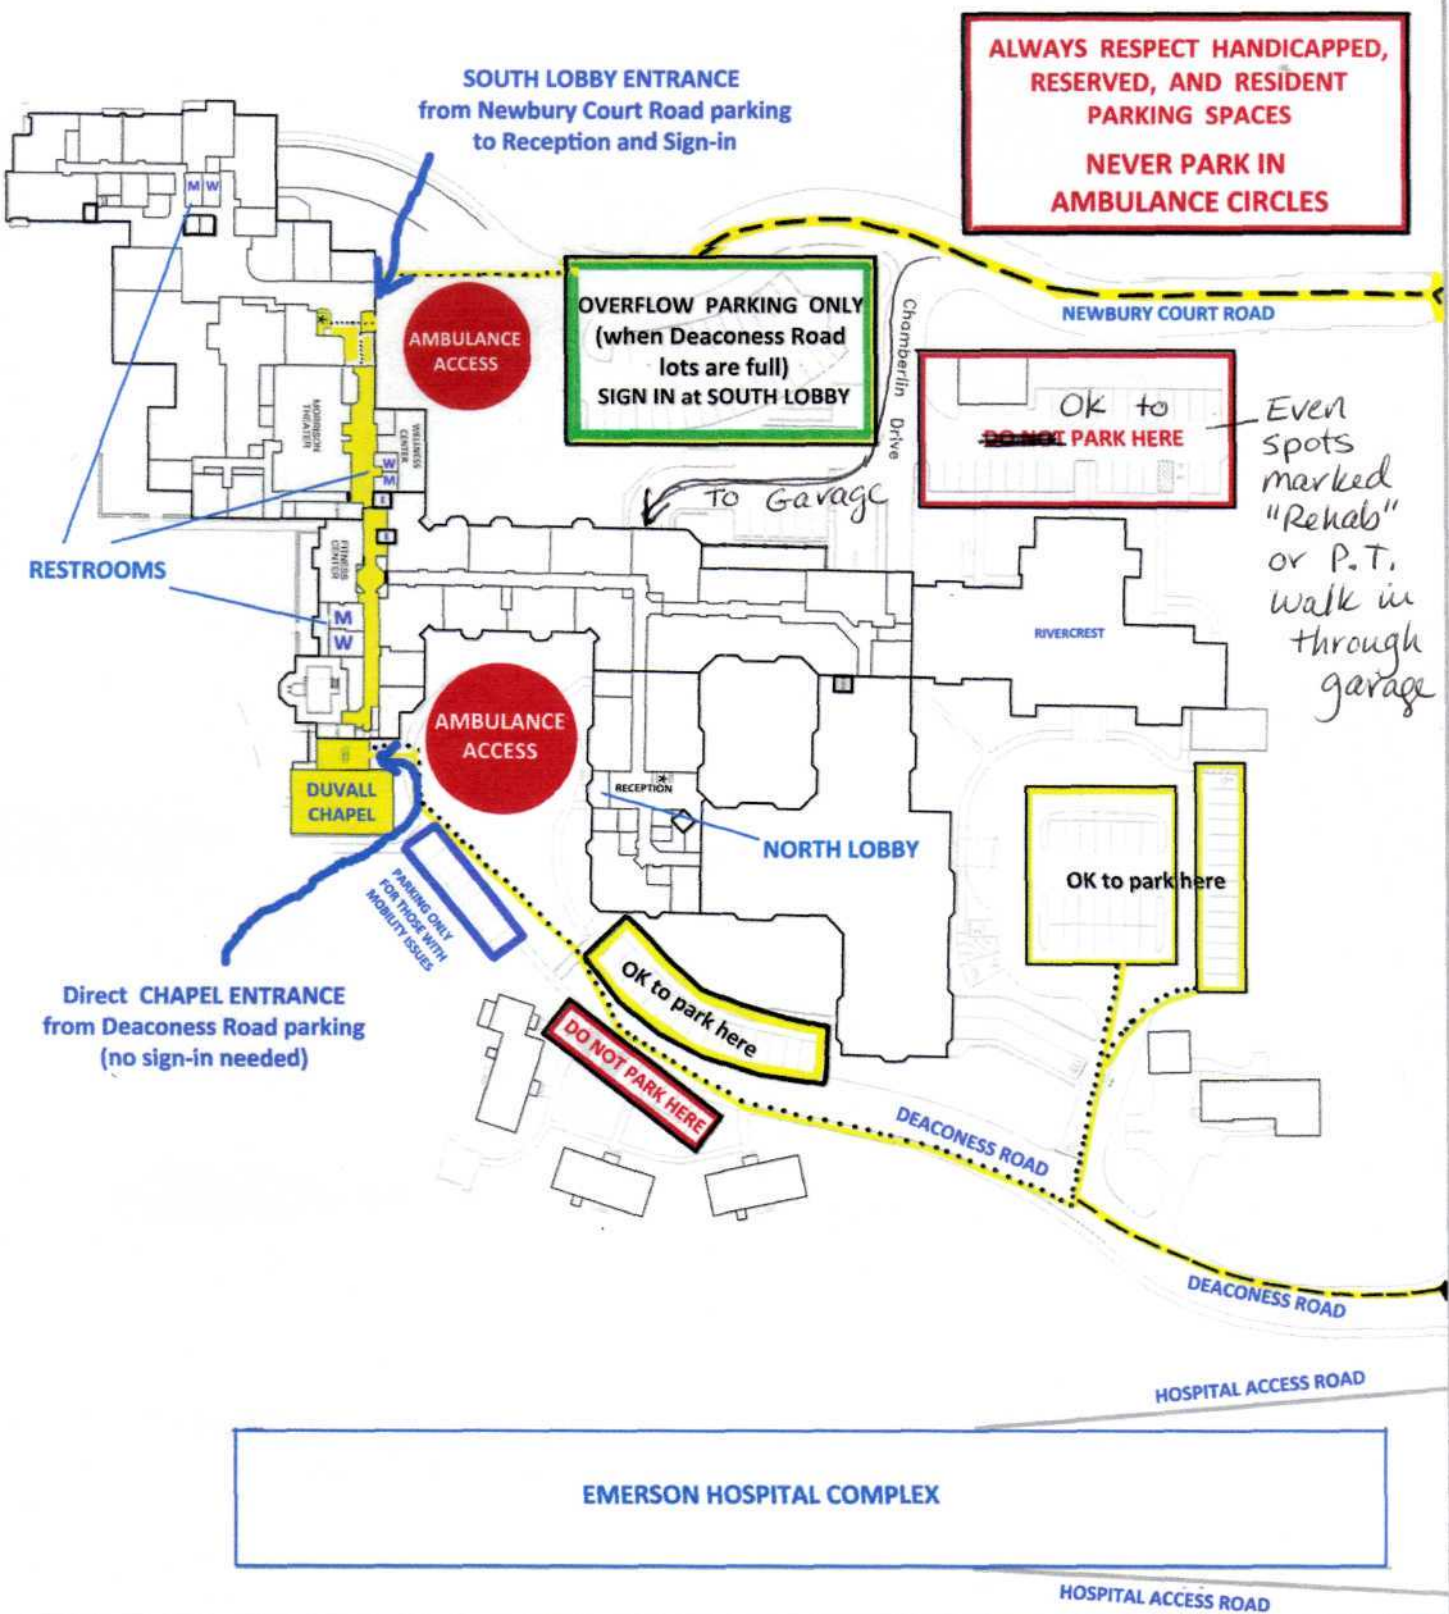 ALWAYS RESPECT HANDICAPPED,
RESERVED, AND RESIDENT
PARKING SPACES
NEVER PARK IN
AMBULANCE CIRCLES
SOUTH LOBBY ENTRANCE
from Newbury Court Road parking
to Reception and Sign-in
M W
OVERFLOW PARKING ONLY
(when Deaconess Road
lots are full)
SIGN IN at SOUTH LOBBY
NEWBURY COURT ROAD
Chamberlin Drive
AMBULANCE
ACCESS
OK to
DO NOT PARK HERE
Even
spots
marked
"Rehab"
or P.T.
Walk in
through
garage
MORRISON
THEATER
WELLNESS
CENTER
W
M
E
E
To Garage
RESTROOMS
FITNESS
CENTER
M
W
RIVERCREST
AMBULANCE
ACCESS
DUVALL
CHAPEL
RECEPTION
NORTH LOBBY
PARKING ONLY
FOR THOSE WITH
MOBILITY ISSUES
OK to park here
OK to park here
DO NOT PARK HERE
Direct CHAPEL ENTRANCE
from Deaconess Road parking
(no sign-in needed)
DEACONESS ROAD
DEACONESS ROAD
HOSPITAL ACCESS ROAD
EMERSON HOSPITAL COMPLEX
HOSPITAL ACCESS ROAD